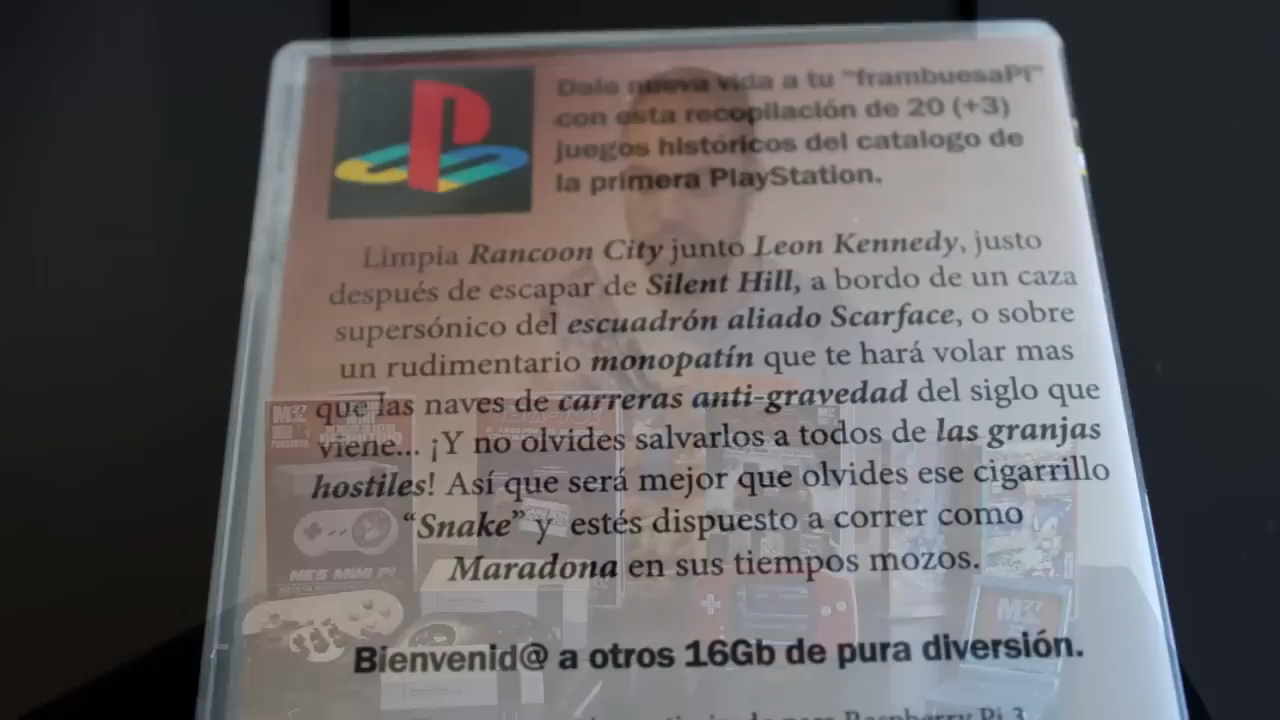 Dale nueva vida a tu "frambuesaPi"
con esta recopilación de 20 (+3)
juegos históricos del catalogo de
la primera PlayStation.
Limpia Rancoon City junto Leon Kennedy, justo
después de escapar de Silent Hill, a bordo de un caza
supersónico del escuadrón aliado Scarface, o sobre
un rudimentario monopatín que te hará volar mas
que las naves de carreras anti-gravedad del siglo que
viene... ¡Y no olvides salvarlos a todos de las granjas
hostiles! Así que será mejor que olvides ese cigarrillo
“Snake” y estés dispuesto a correr como
Maradona en sus tiempos mozos.
NES MINI PI
Bienvenid@ a otros 16Gb de pura diversión.
Raspberry Pi 3